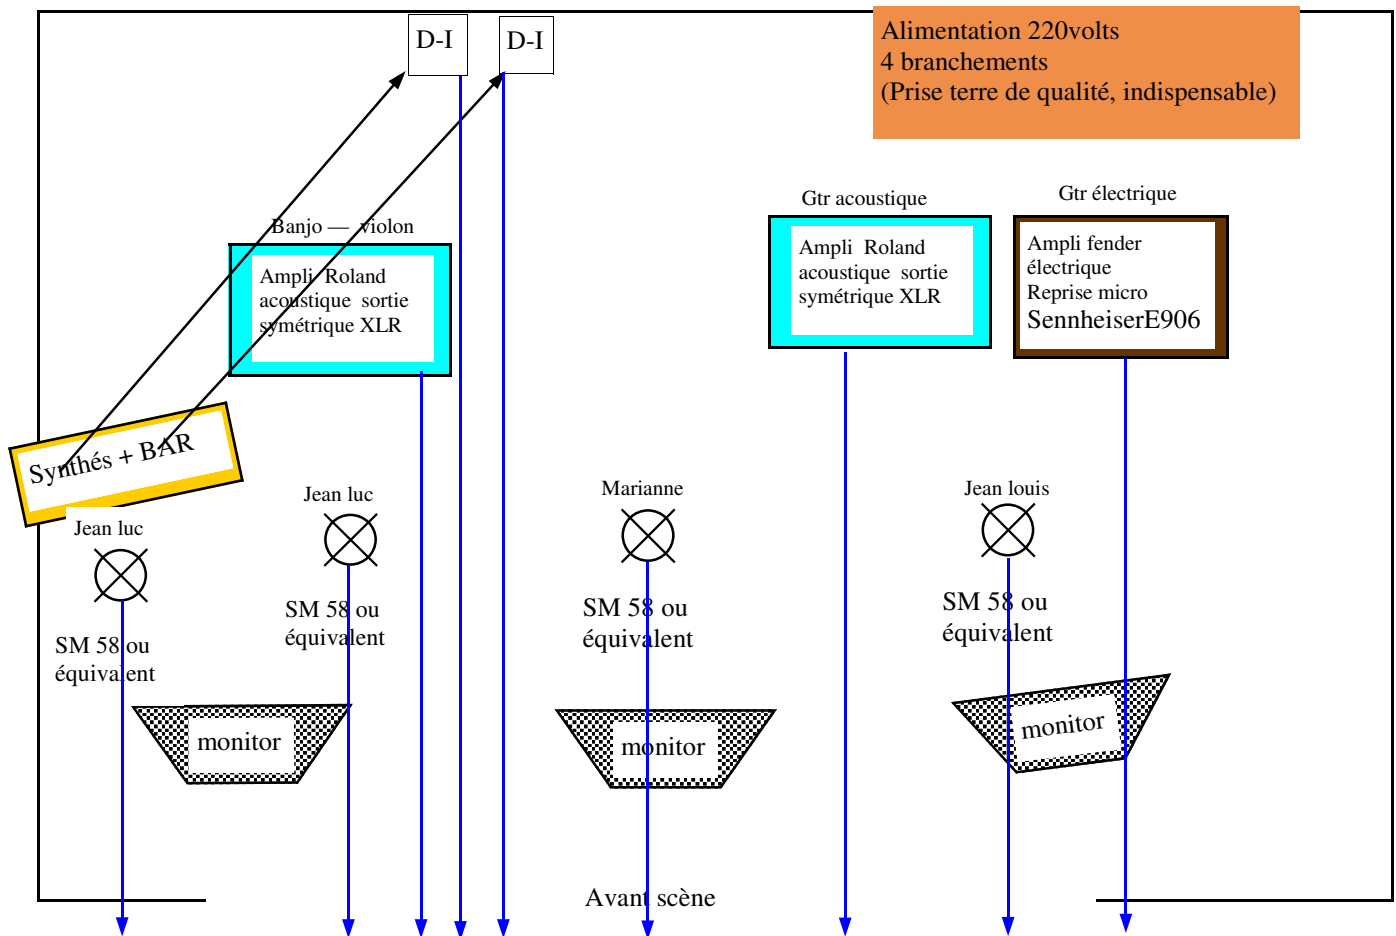 D-I
D-I
Alimentation 220volts
4 branchements
(Prise terre de qualité, indispensable)
Banjo — violon
Ampli Roland
acoustique sortie
symétrique XLR
Gtr acoustique
Ampli Roland
acoustique sortie
symétrique XLR
Gtr électrique
Ampli fender
électrique
Reprise micro
SennheiserE906
Synthés + BAR
Jean luc
SM 58 ou
équivalent
Jean luc
SM 58 ou
équivalent
Marianne
SM 58 ou
équivalent
Jean louis
SM 58 ou
équivalent
monitor
monitor
monitor
Avant scène